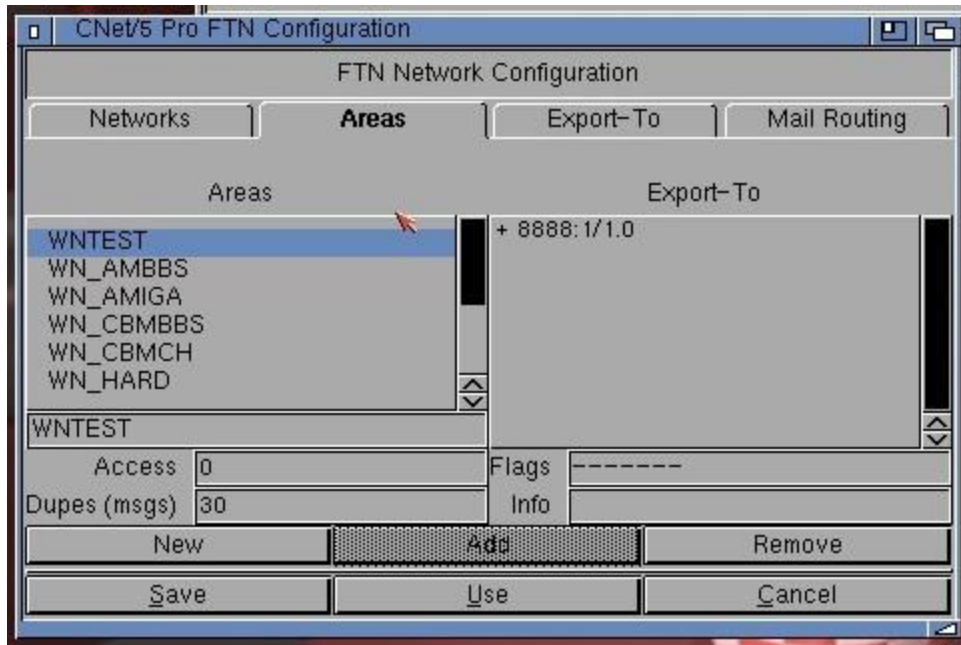 CNet/5 Pro FTN Configuration
FTN Network Configuration
Networks Areas Export-To Mail Routing
Areas Export-To
WNTEST + 8888:1/1.0
WN_AMBBS
WN_AMIGA
WN_CBMBBS
WN_CBMCH
WN_HARD
WNTEST
Access 0 Flags -------
Dupes (msgs) 30 Info
New Add Remove
Save Use Cancel